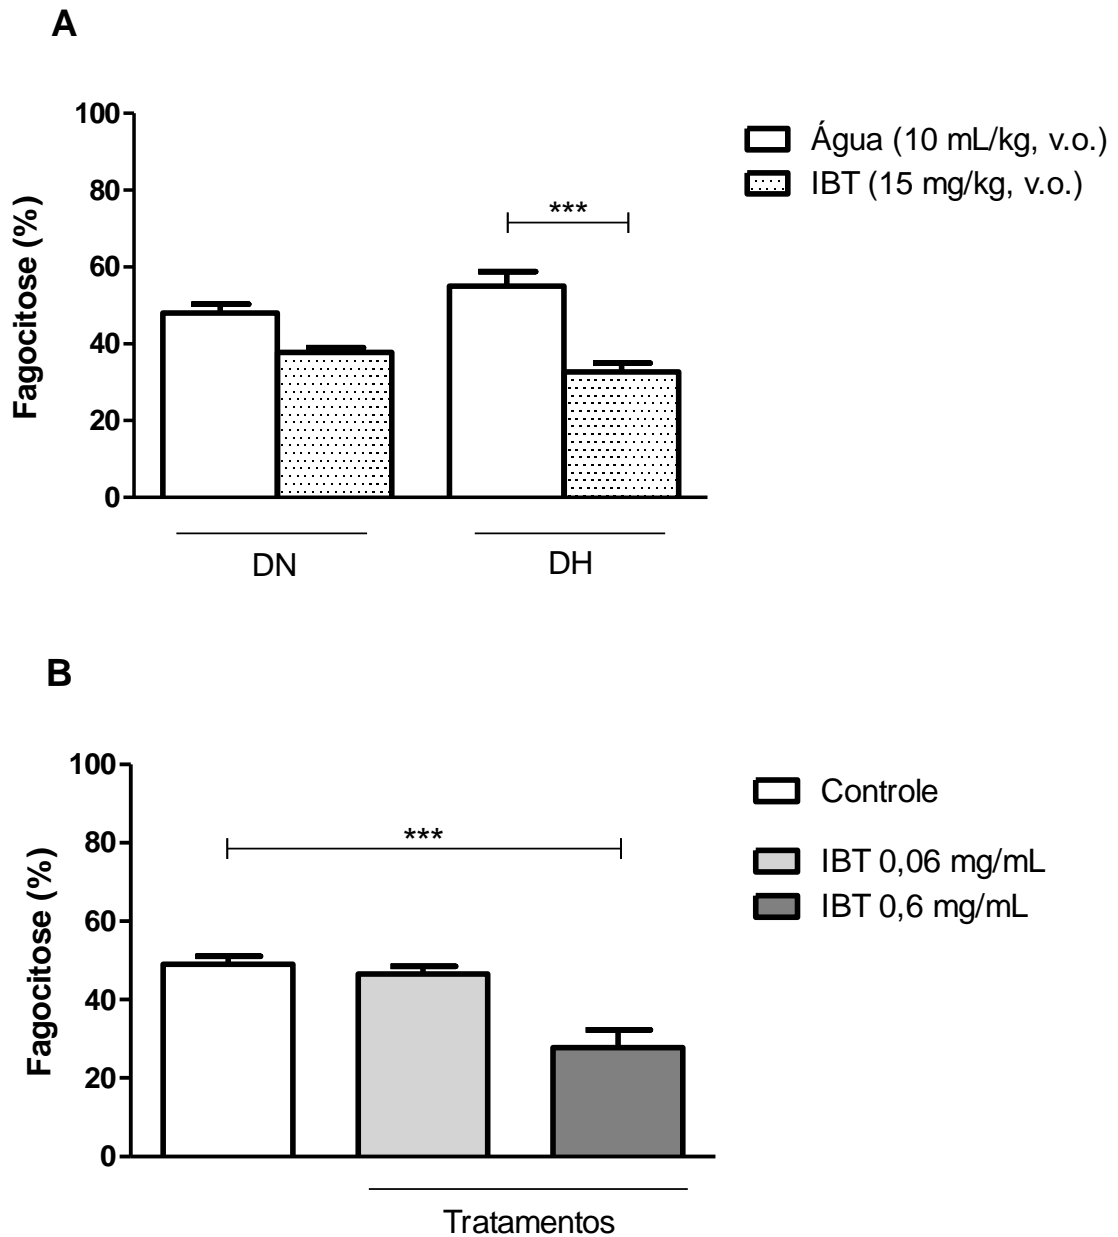 A
100
80
60
40
20
0
Fagocitose (%)
***
DN
DH
Água (10 mL/kg, v.o.)
IBT (15 mg/kg, v.o.)
B
100
80
60
40
20
0
Fagocitose (%)
***
Tratamentos
Controle
IBT 0,06 mg/mL
IBT 0,6 mg/mL